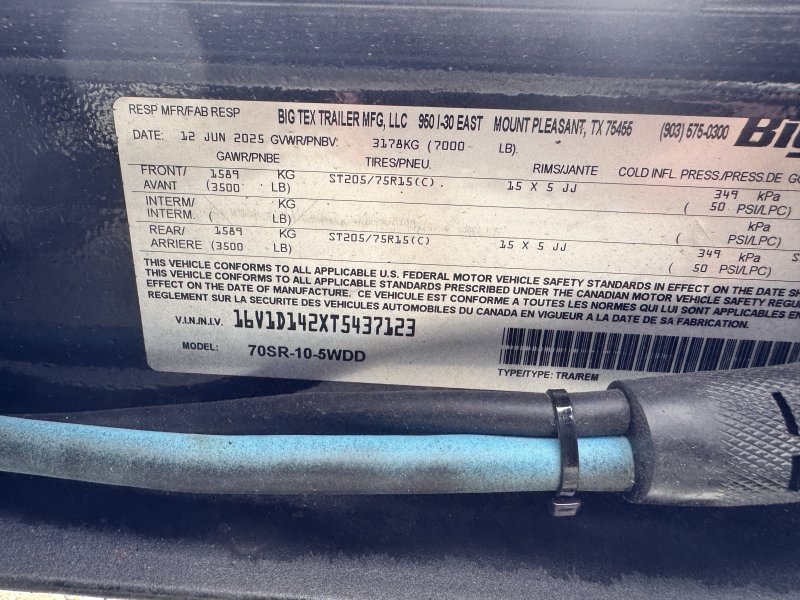 RESP MFR/FAB RESP BIG TEX TRAILER MFG, LLC 950 I-30 EAST MOUNT PLEASANT, TX 75455 (903) 575-0300
DATE: 12 JUN 2025 GVWR/PNBV: 3178KG (7000 LB)
GAWR/PNBE TIRES/PNEU. RIMS/JANTE COLD INFL. PRESS./PRESS.DE
FRONT/ 1589 KG ST205/75R15(C) 15 X 5 JJ 349 kPa
AVANT (3500 LB) ( 50 PSI/LPC)
INTERM/ KG kPa
INTERM. ( LB) ( PSI/LPC)
REAR/ 1589 KG ST205/75R15(C) 15 X 5 JJ 349 kPa
ARRIERE (3500 LB) ( 50 PSI/LPC)
THIS VEHICLE CONFORMS TO ALL APPLICABLE U.S. FEDERAL MOTOR VEHICLE SAFETY STANDARDS IN EFFECT ON THE DATE
THIS VEHICLE CONFORMS TO ALL APPLICABLE STANDARDS PRESCRIBED UNDER THE CANADIAN MOTOR VEHICLE SAFETY
EFFECT ON THE DATE OF MANUFACTURE. CE VEHICULE EST CONFORME A TOUTES LES NORMES QUI LUI SONT APPLICABLES
REGLEMENT SUR LA SECURITE DES VEHICULES AUTOMOBILES DU CANADA EN VIGUEUR A LA DATE DE SA FABRICATION.
V.I.N./N.I.V. 16V1D142XT5437123
MODEL: 70SR-10-5WDD
TYPE/TYPE: TRA/REM